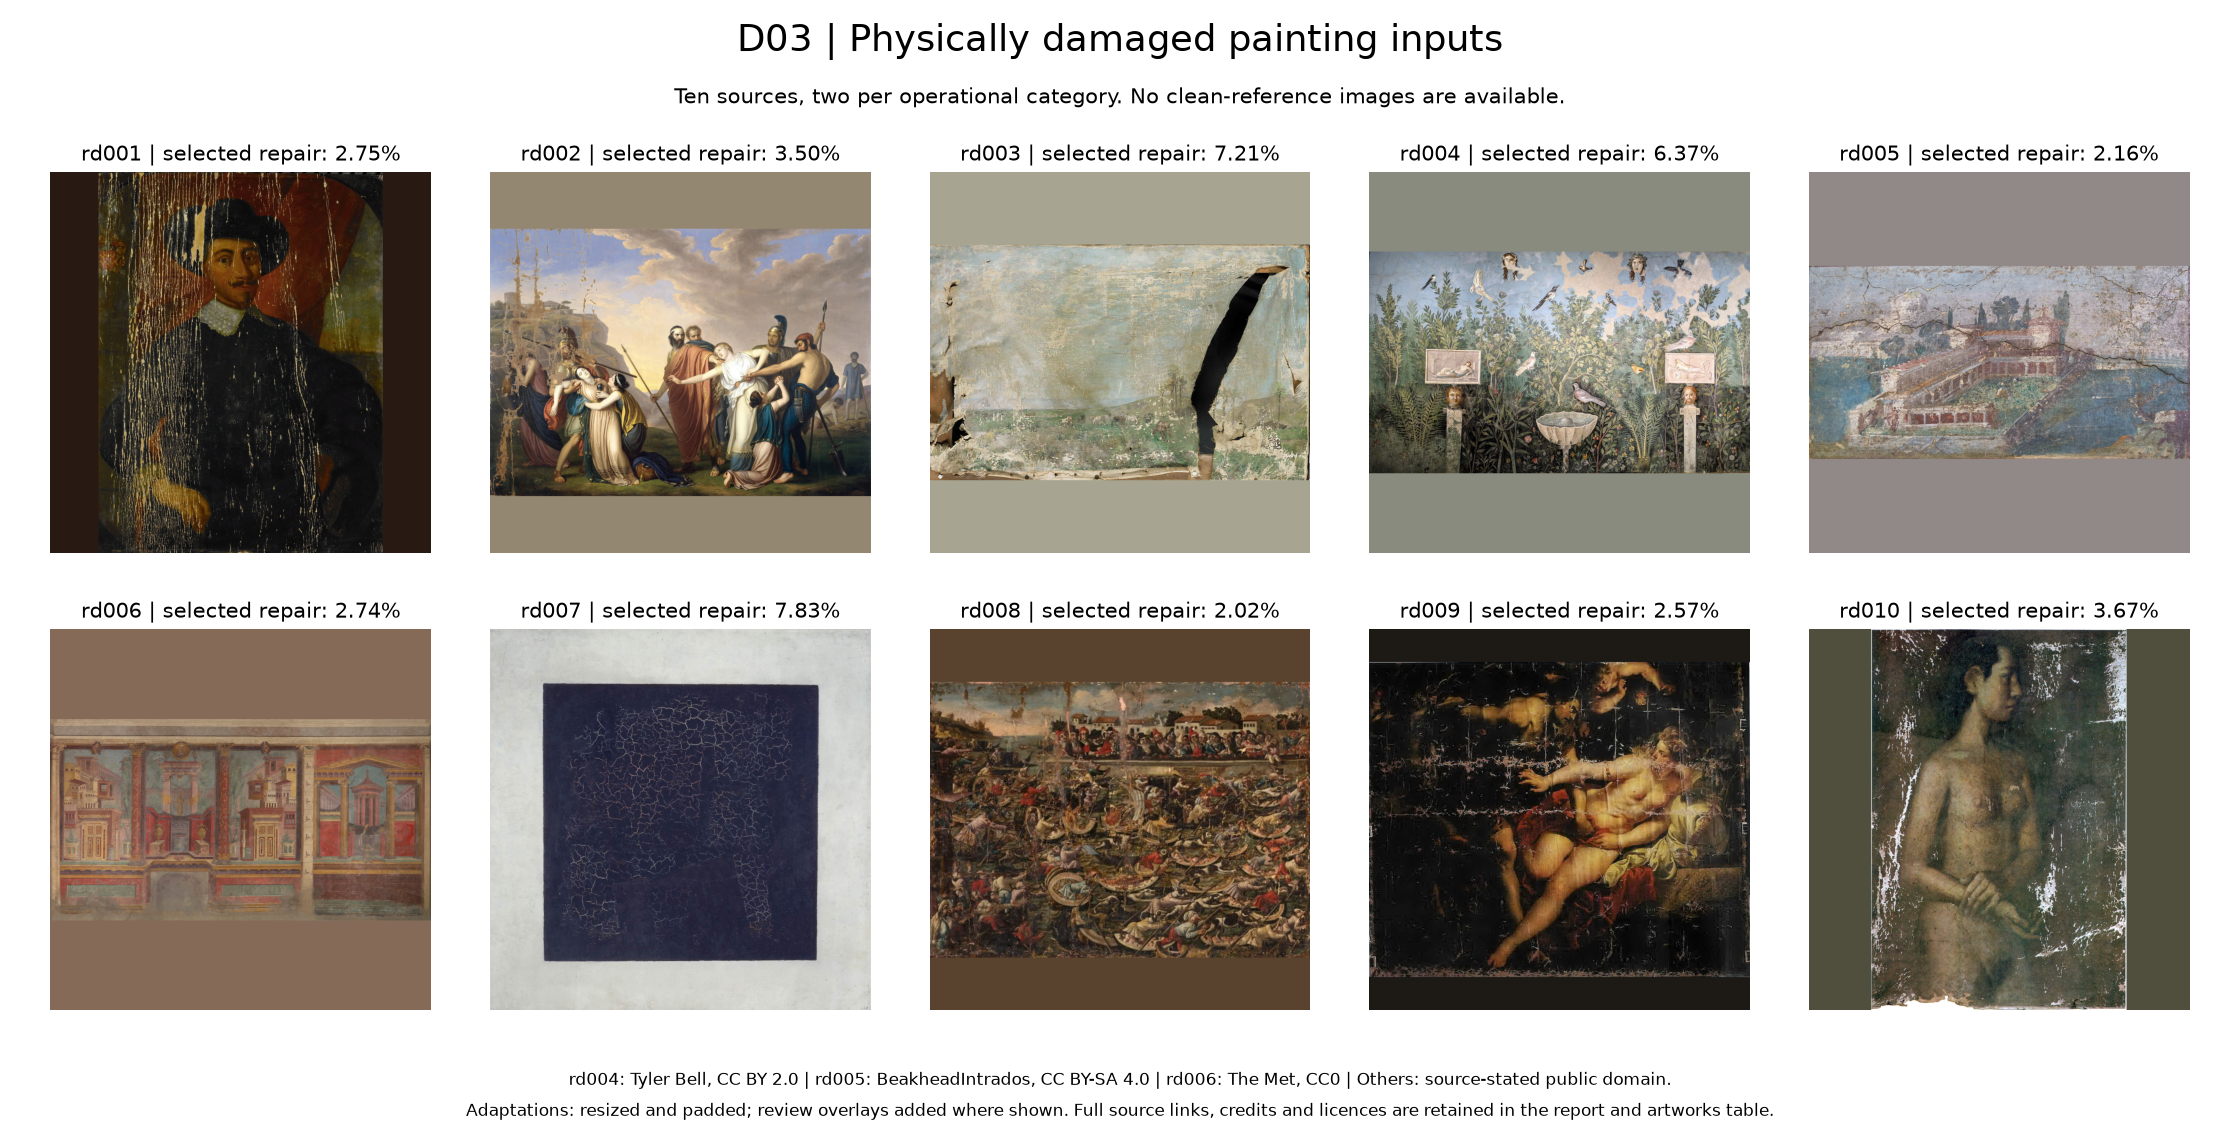 D03 | Physically damaged painting inputs
Ten sources, two per operational category. No clean-reference images are available.
rd001 | selected repair: 2.75%
rd002 | selected repair: 3.50%
rd003 | selected repair: 7.21%
rd004 | selected repair: 6.37%
rd005 | selected repair: 2.16%
rd006 | selected repair: 2.74%
rd007 | selected repair: 7.83%
rd008 | selected repair: 2.02%
rd009 | selected repair: 2.57%
rd010 | selected repair: 3.67%
rd004: Tyler Bell, CC BY 2.0 | rd005: BeakheadIntrados, CC BY-SA 4.0 | rd006: The Met, CC0 | Others: source-stated public domain.
Adaptations: resized and padded; review overlays added where shown. Full source links, credits and licences are retained in the report and artworks table.